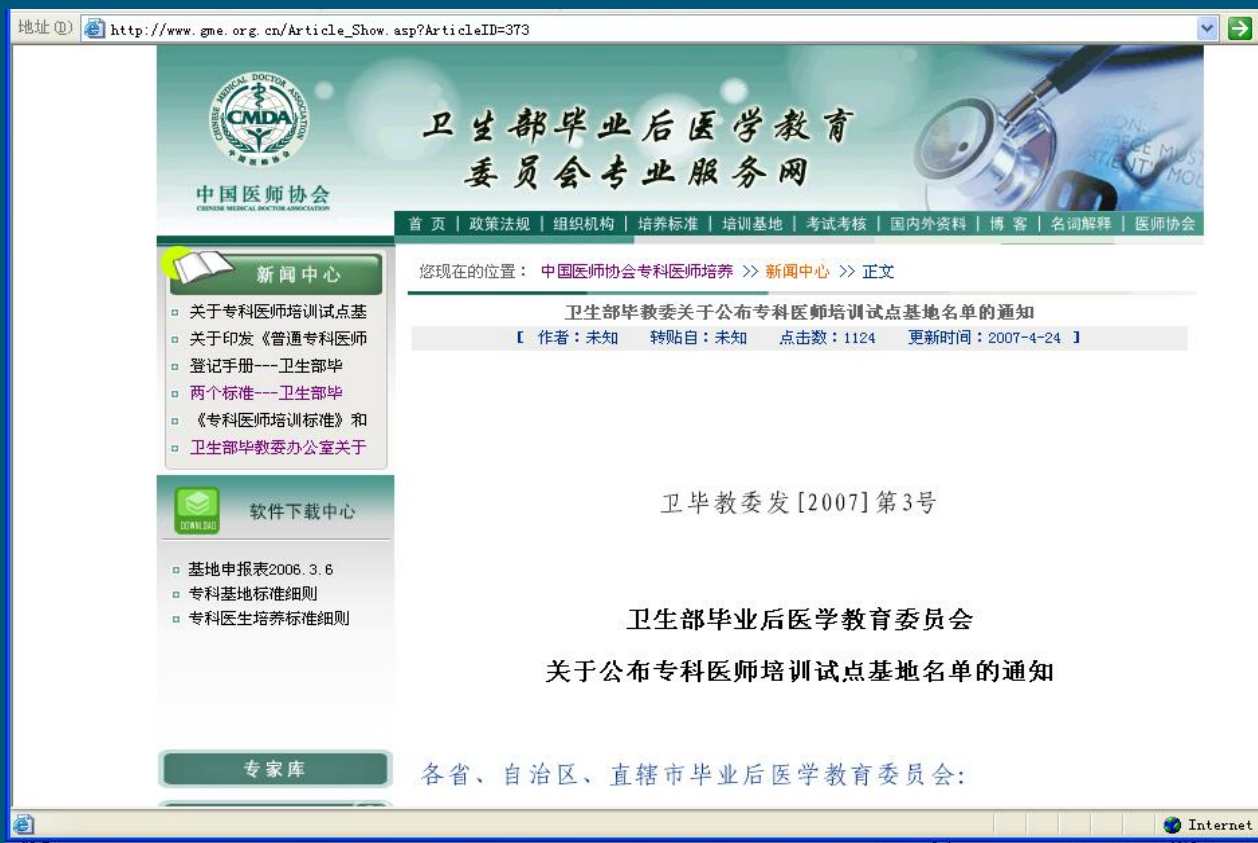 地址(D) http://www.gme.org.cn/Article_Show.asp?ArticleID=373
CHINESE MEDICAL DOCTOR ASSOCIATION
CMDA
中国医师协会
中国医师协会
CHINESE MEDICAL DOCTOR ASSOCIATION
卫生部毕业后医学教育
委员会专业服务网
首 页 | 政策法规 | 组织机构 | 培养标准 | 培训基地 | 考试考核 | 国内外资料 | 博 客 | 名词解释 | 医师协会
新闻中心
关于专科医师培训试点基
关于印发《普通专科医师
登记手册---卫生部毕
两个标准---卫生部毕
《专科医师培训标准》和
卫生部毕教委办公室关于
软件下载中心
DOWNLOAD
基地申报表2006.3.6
专科基地标准细则
专科医生培养标准细则
专家库
您现在的位置： 中国医师协会专科医师培养 >> 新闻中心 >> 正文
卫生部毕教委关于公布专科医师培训试点基地名单的通知
【 作者：未知 转贴自：未知 点击数：1124 更新时间：2007-4-24 】
卫毕教委发[2007]第3号
卫生部毕业后医学教育委员会
关于公布专科医师培训试点基地名单的通知
各省、自治区、直辖市毕业后医学教育委员会:
Internet